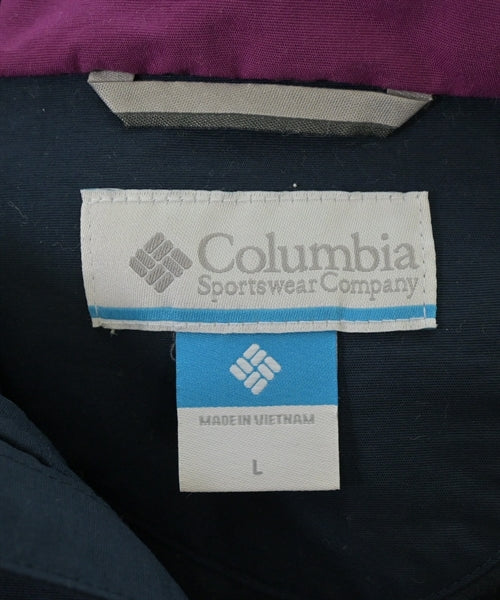 Columbia
Sportswear Company
MADE IN VIETNAM
L